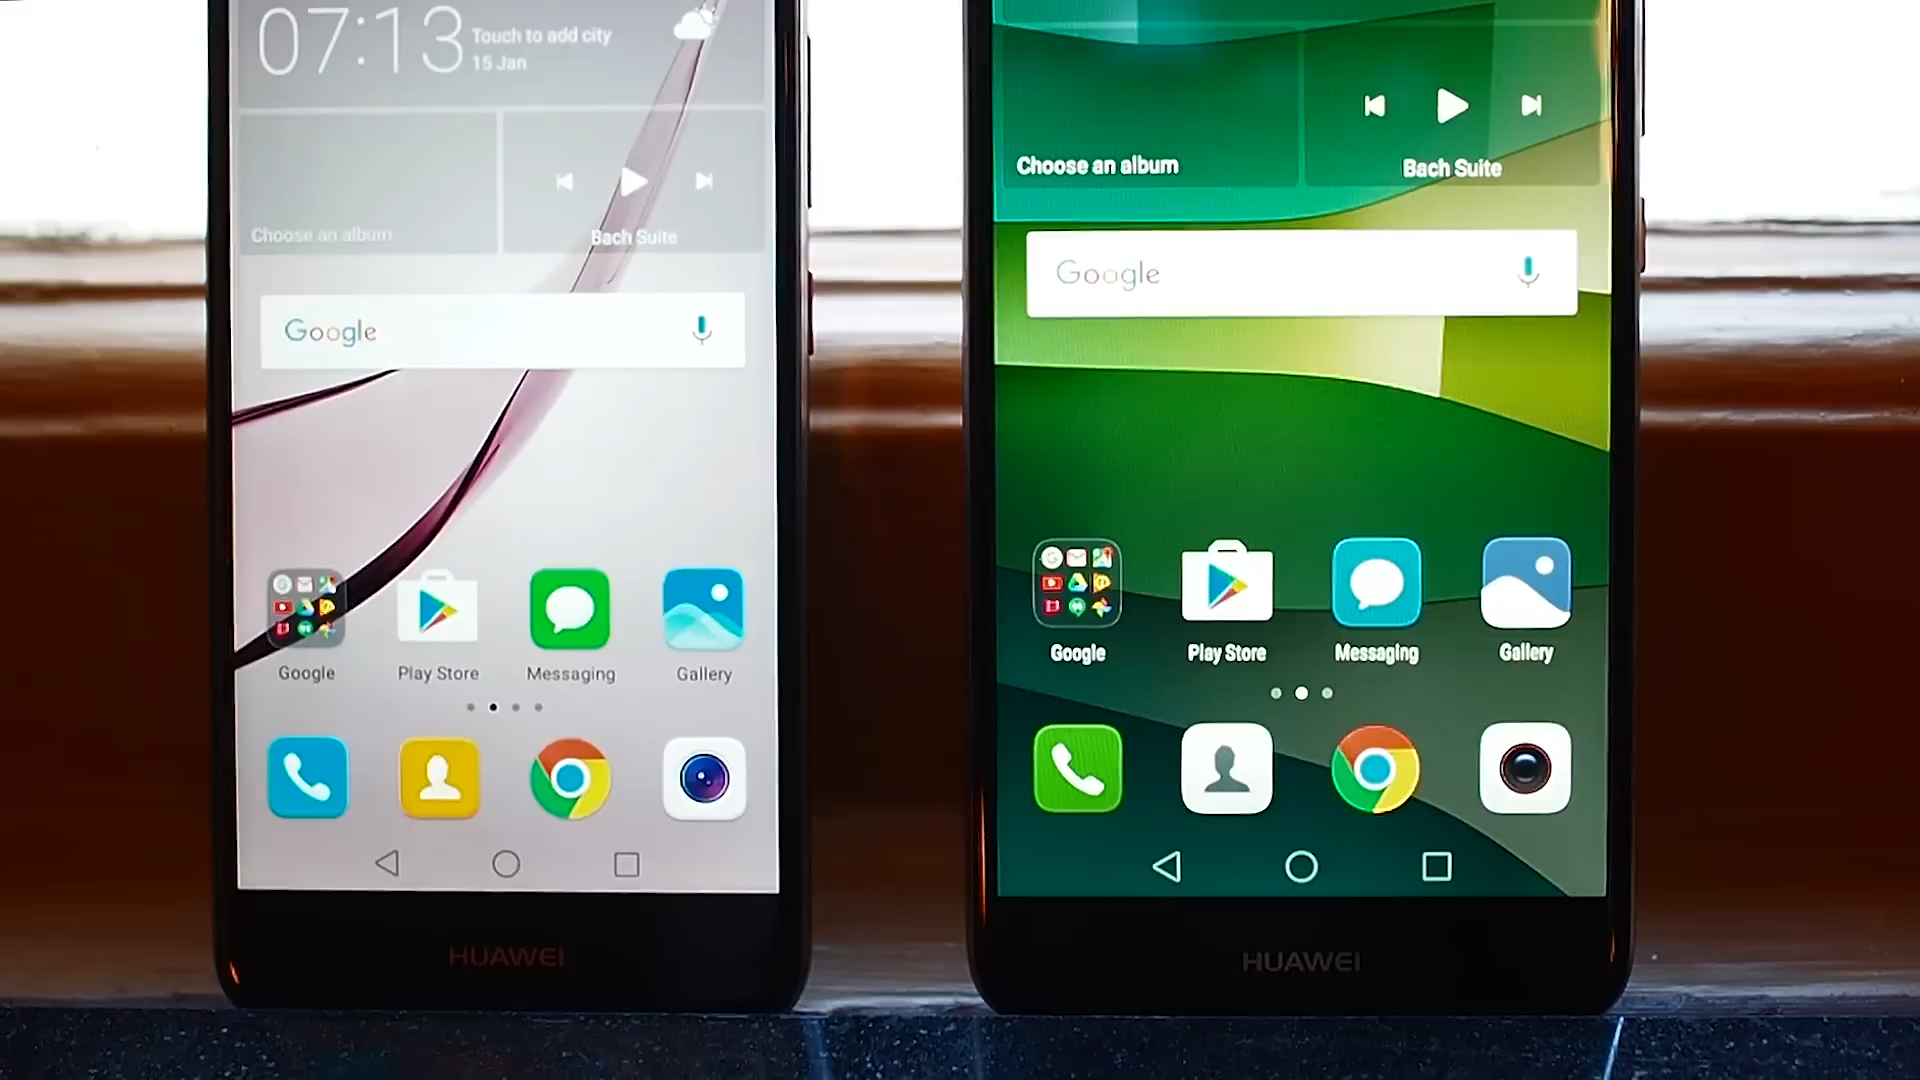 07:13
Touch to add city
15 Jan
Choose an album
Bach Suite
Google
Google
Play Store
Messaging
Gallery
HUAWEI
Choose an album
Bach Suite
Google
Google
Play Store
Messaging
Gallery
HUAWEI